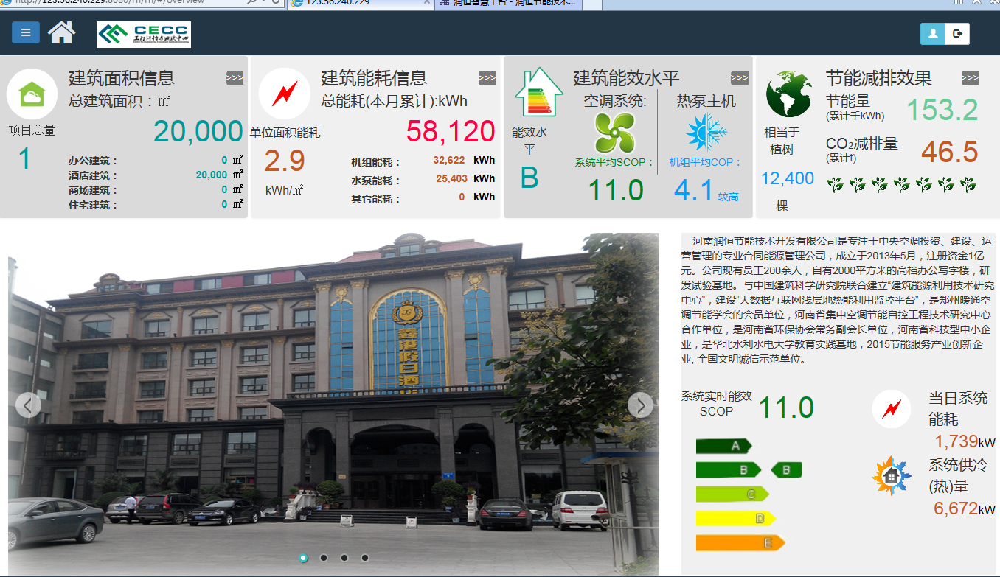 http://123.56.240.229:8080/rh/rh/#/Overview
123.56.240.229
润恒智慧平台 - 润恒节能技术...
CECC
工程评估与测试中心
建筑面积信息
>>>
总建筑面积：㎡
项目总量
20,000
1
办公建筑： 0 ㎡
酒店建筑： 20,000 ㎡
商场建筑： 0 ㎡
住宅建筑： 0 ㎡
建筑能耗信息
>>>
总能耗(本月累计):kWh
单位面积能耗
58,120
2.9
kWh/㎡
机组能耗： 32,622 kWh
水泵能耗： 25,403 kWh
其它能耗： 0 kWh
建筑能效水平
>>>
能效水
平
B
空调系统:
系统平均SCOP：
11.0
热泵主机
机组平均COP：
4.1 较高
节能减排效果
>>>
节能量
(累计千kWh)
153.2
相当于
植树
12,400
棵
CO₂减排量
(累计t)
46.5
鑫港假日酒
河南润恒节能技术开发有限公司是专注于中央空调投资、建设、运
营管理的专业合同能源管理公司，成立于2013年5月，注册资金1亿
元。公司现有员工200余人，自有2000平方米的高档办公写字楼，研
发试验基地。与中国建筑科学研究院联合建立“建筑能源利用技术研究
中心”，建设“大数据互联网浅层地热能利用监控平台”，是郑州暖通空
调节能学会的会员单位，河南省集中空调节能自控工程技术研究中心
合作单位，是河南省环保协会常务副会长单位，河南省科技型中小企
业，是华北水利水电大学教育实践基地，2015节能服务产业创新企
业, 全国文明诚信示范单位。
系统实时能效
SCOP
11.0
A
B
B
C
D
E
当日系统
能耗
1,739kW
系统供冷
(热)量
6,672kW